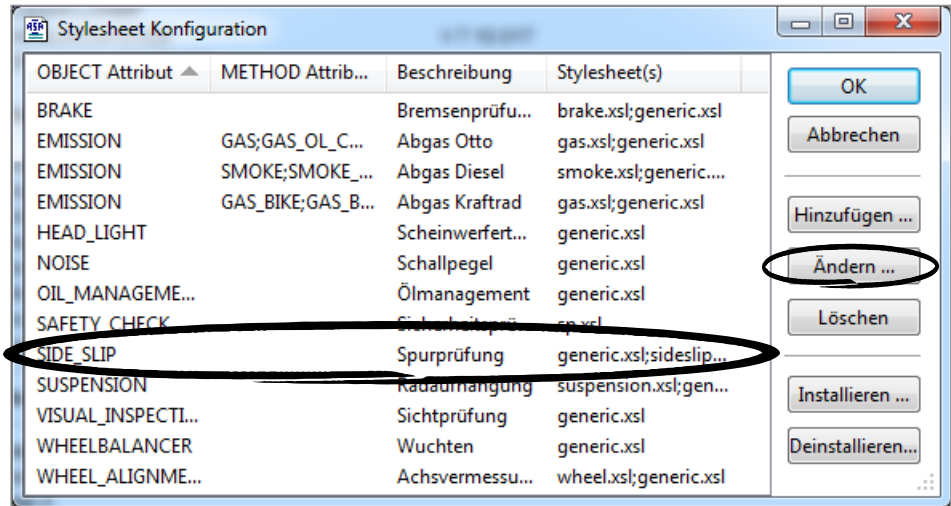 Stylesheet Konfiguration
OBJECT Attribut METHOD Attrib... Beschreibung Stylesheet(s)
BRAKE Bremsenprüfu... brake.xsl;generic.xsl
EMISSION GAS;GAS_OL_C... Abgas Otto gas.xsl;generic.xsl
EMISSION SMOKE;SMOKE_... Abgas Diesel smoke.xsl;generic....
EMISSION GAS_BIKE;GAS_B... Abgas Kraftrad gas.xsl;generic.xsl
HEAD_LIGHT Scheinwerfert... generic.xsl
NOISE Schallpegel generic.xsl
OIL_MANAGEME... Ölmanagement generic.xsl
SAFETY_CHECK Sicherheitsprü... sp.xsl
SIDE_SLIP Spurprüfung generic.xsl;sideslip...
SUSPENSION Radaufhängung suspension.xsl;gen...
VISUAL_INSPECTI... Sichtprüfung generic.xsl
WHEELBALANCER Wuchten generic.xsl
WHEEL_ALIGNME... Achsvermessu... wheel.xsl;generic.xsl
OK
Abbrechen
Hinzufügen ...
Ändern ...
Löschen
Installieren ...
Deinstallieren...